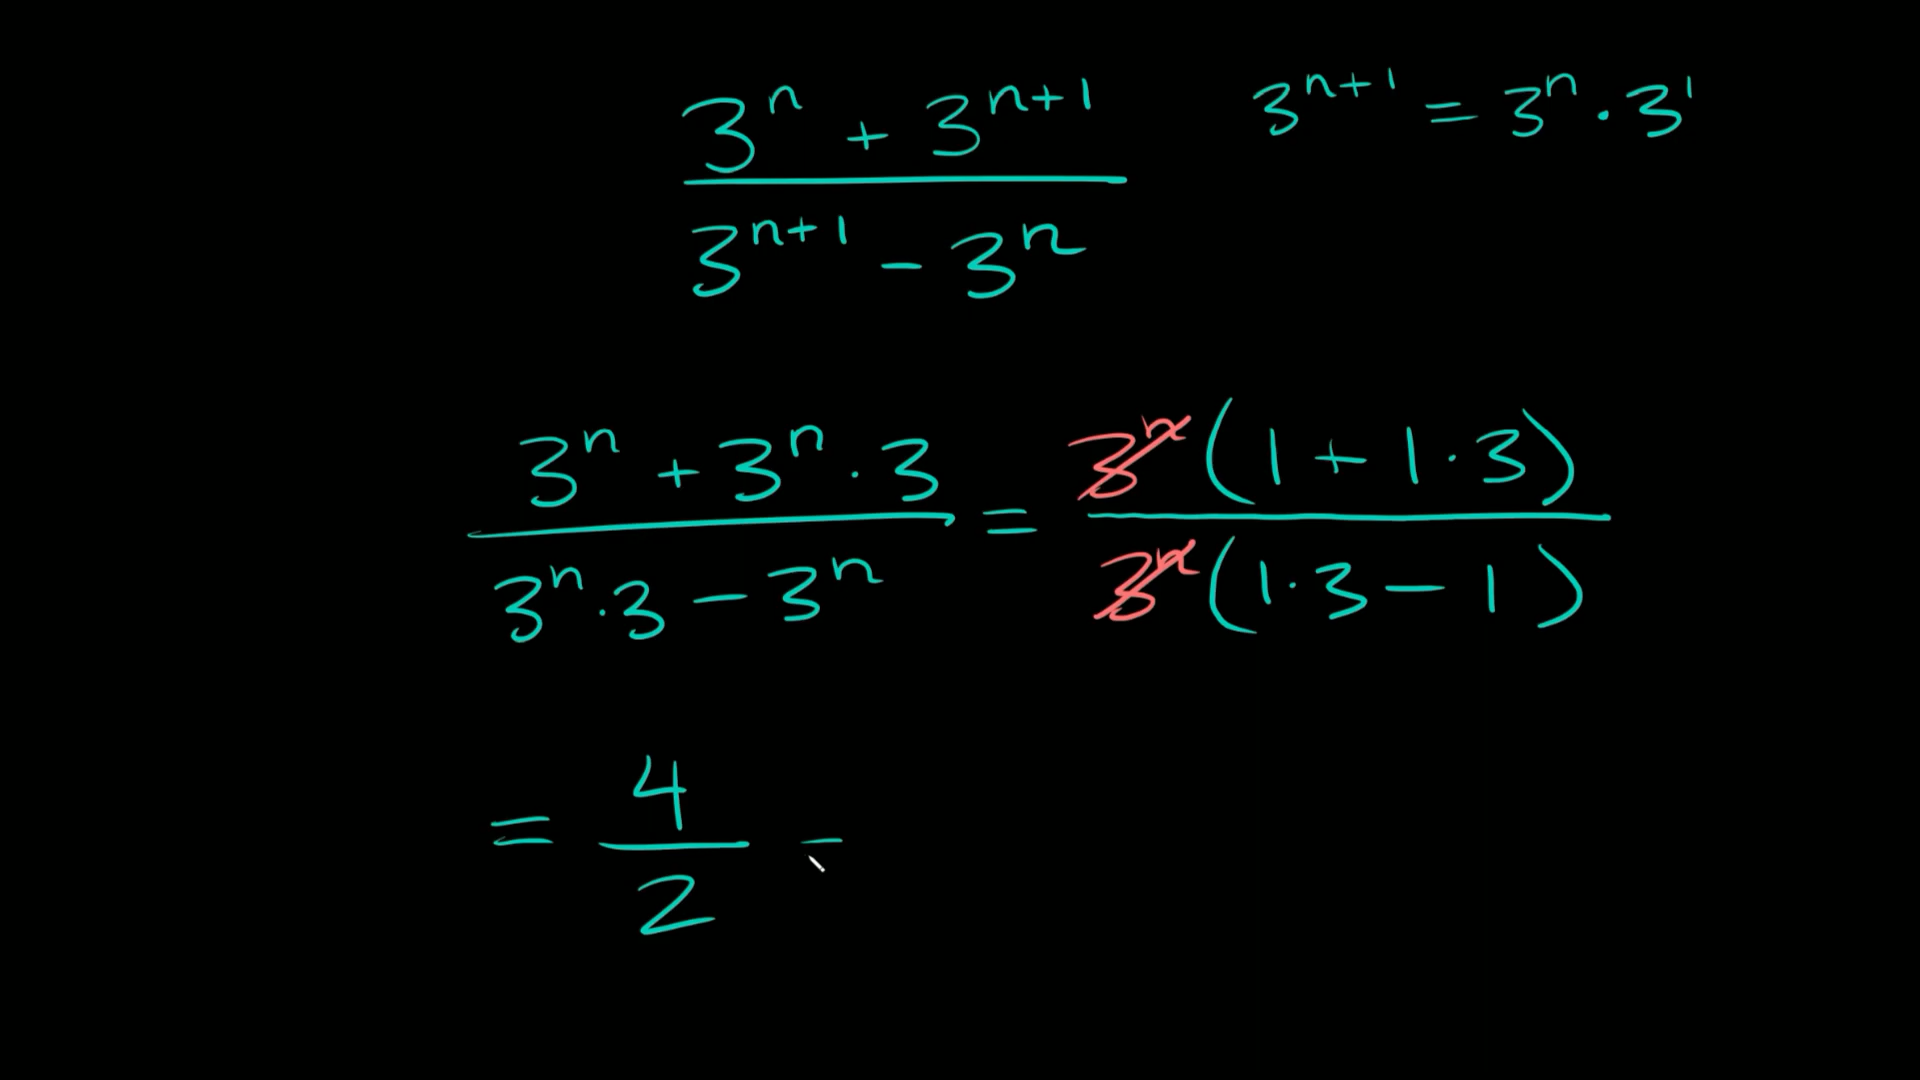 3^n + 3^{n+1}
3^{n+1} = 3^n · 3^1
3^{n+1} − 3^n
3^n + 3^n · 3 = 3^n (1 + 1 · 3)
3^n · 3 − 3^n 3^n (1 · 3 − 1)
= 4 −
2